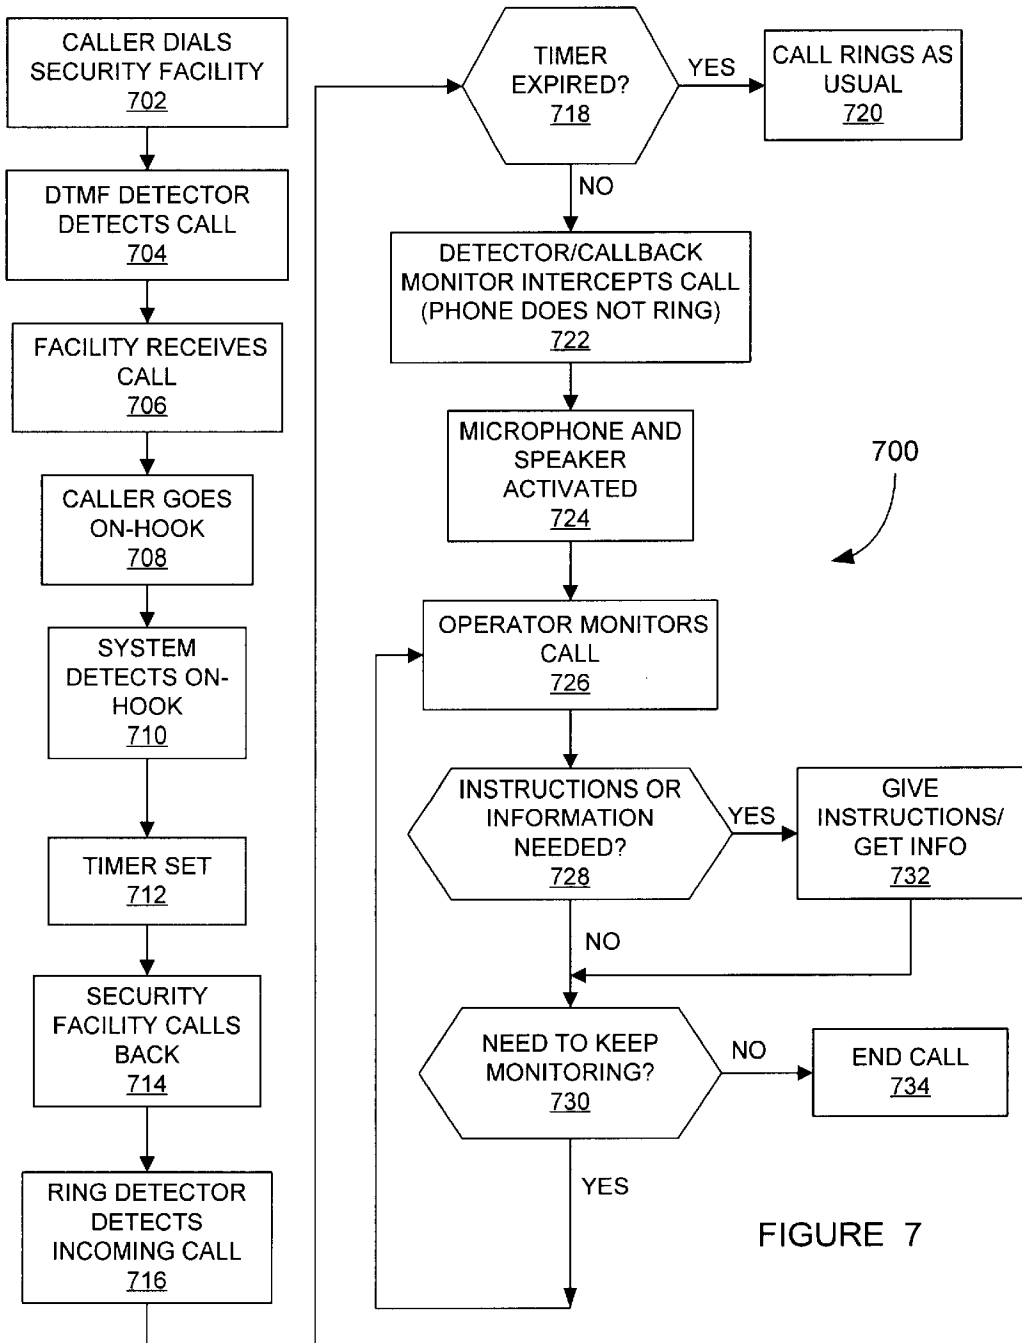 CALLER DIALS
SECURITY FACILITY
702
DTMF DETECTOR
DETECTS CALL
704
FACILITY RECEIVES
CALL
706
CALLER GOES
ON-HOOK
708
SYSTEM
DETECTS ON-
HOOK
710
TIMER SET
712
SECURITY
FACILITY CALLS
BACK
714
RING DETECTOR
DETECTS
INCOMING CALL
716
TIMER
EXPIRED?
718
YES
CALL RINGS AS
USUAL
720
NO
DETECTOR/CALLBACK
MONITOR INTERCEPTS CALL
(PHONE DOES NOT RING)
722
MICROPHONE AND
SPEAKER
ACTIVATED
724
700
OPERATOR MONITORS
CALL
726
INSTRUCTIONS OR
INFORMATION
NEEDED?
728
YES
GIVE
INSTRUCTIONS/
GET INFO
732
NO
NEED TO KEEP
MONITORING?
730
NO
END CALL
734
YES
FIGURE 7